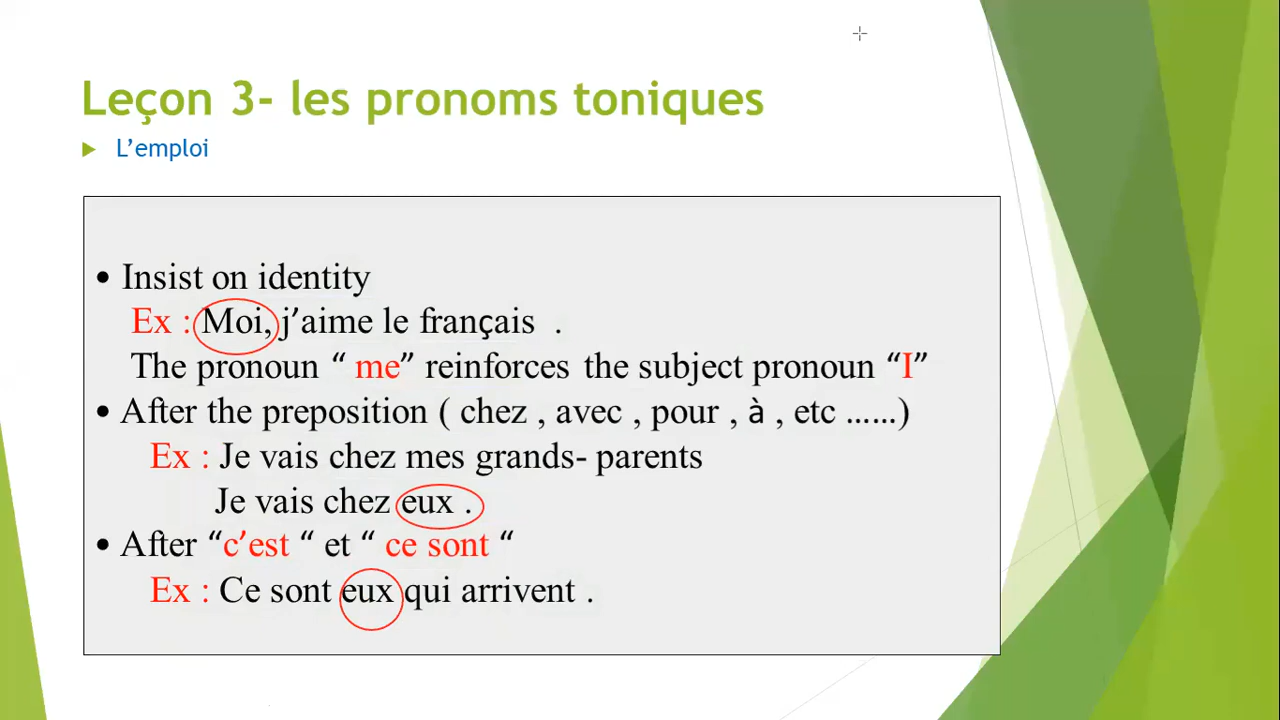 Leçon 3- les pronoms toniques
L’emploi
• Insist on identity
Ex : Moi, j’aime le français .
The pronoun “ me” reinforces the subject pronoun “I”
• After the preposition ( chez , avec , pour , à , etc ……)
Ex : Je vais chez mes grands- parents
Je vais chez eux .
• After “c’est “ et “ ce sont “
Ex : Ce sont eux qui arrivent .